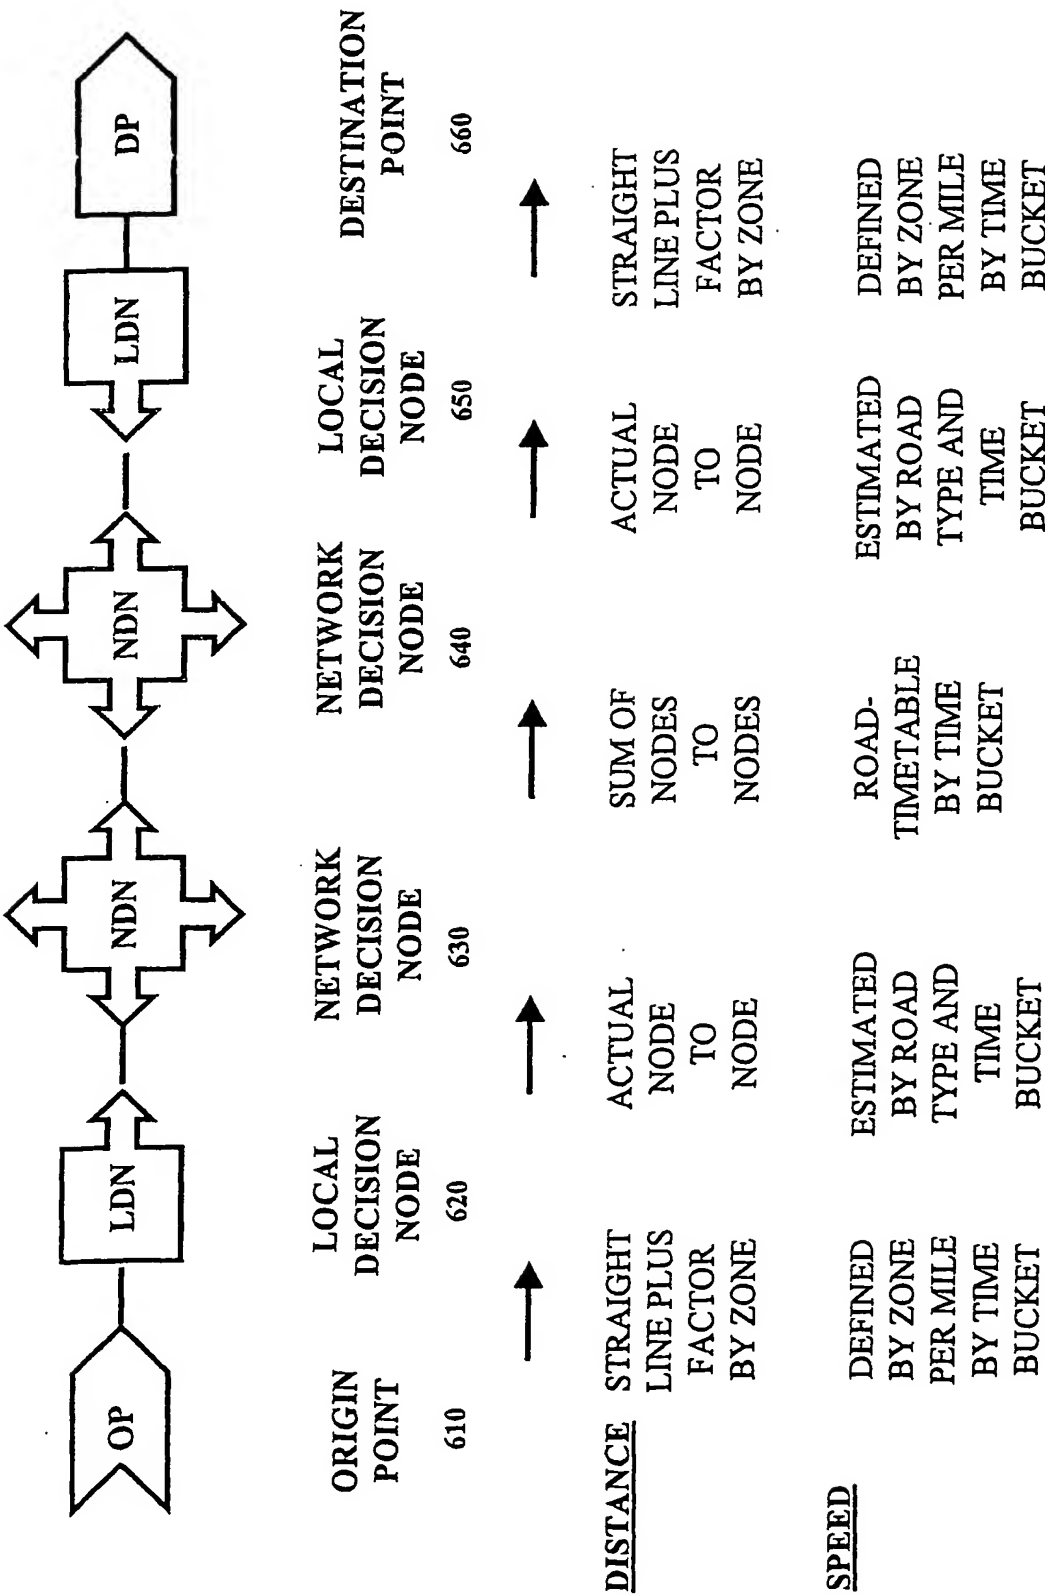 OP
LDN
NDN
NDN
LDN
DP
ORIGIN
POINT
610
LOCAL
DECISION
NODE
620
NETWORK
DECISION
NODE
630
NETWORK
DECISION
NODE
640
LOCAL
DECISION
NODE
650
DESTINATION
POINT
660
DISTANCE
STRAIGHT
LINE PLUS
FACTOR
BY ZONE
ACTUAL
NODE
TO
NODE
SUM OF
NODES
TO
NODES
ACTUAL
NODE
TO
NODE
STRAIGHT
LINE PLUS
FACTOR
BY ZONE
SPEED
DEFINED
BY ZONE
PER MILE
BY TIME
BUCKET
ESTIMATED
BY ROAD
TYPE AND
TIME
BUCKET
ROAD-
TIMETABLE
BY TIME
BUCKET
ESTIMATED
BY ROAD
TYPE AND
TIME
BUCKET
DEFINED
BY ZONE
PER MILE
BY TIME
BUCKET